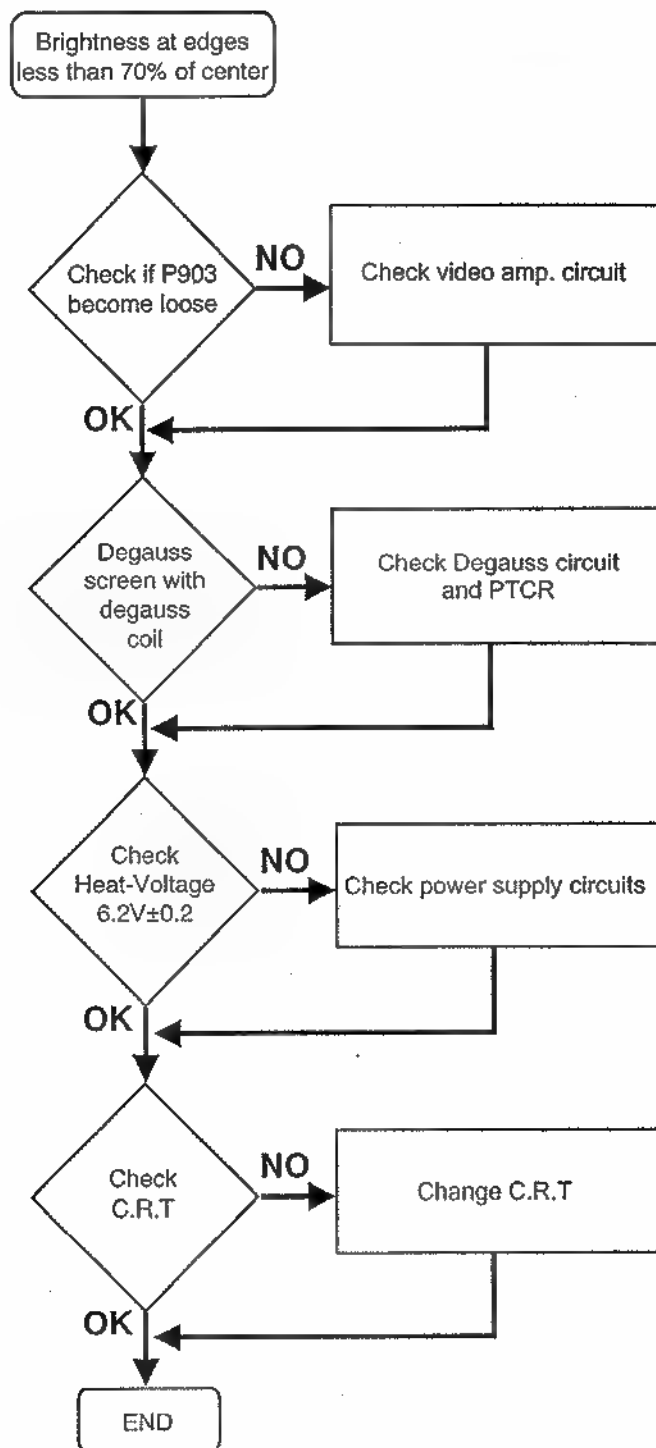 Brightness at edges
less than 70% of center
Check if P903
become loose
NO
Check video amp. circuit
OK
Degauss
screen with
degauss
coil
NO
Check Degauss circuit
and PTCR
OK
Check
Heat-Voltage
6.2V±0.2
NO
Check power supply circuits
OK
Check
C.R.T
NO
Change C.R.T
OK
END